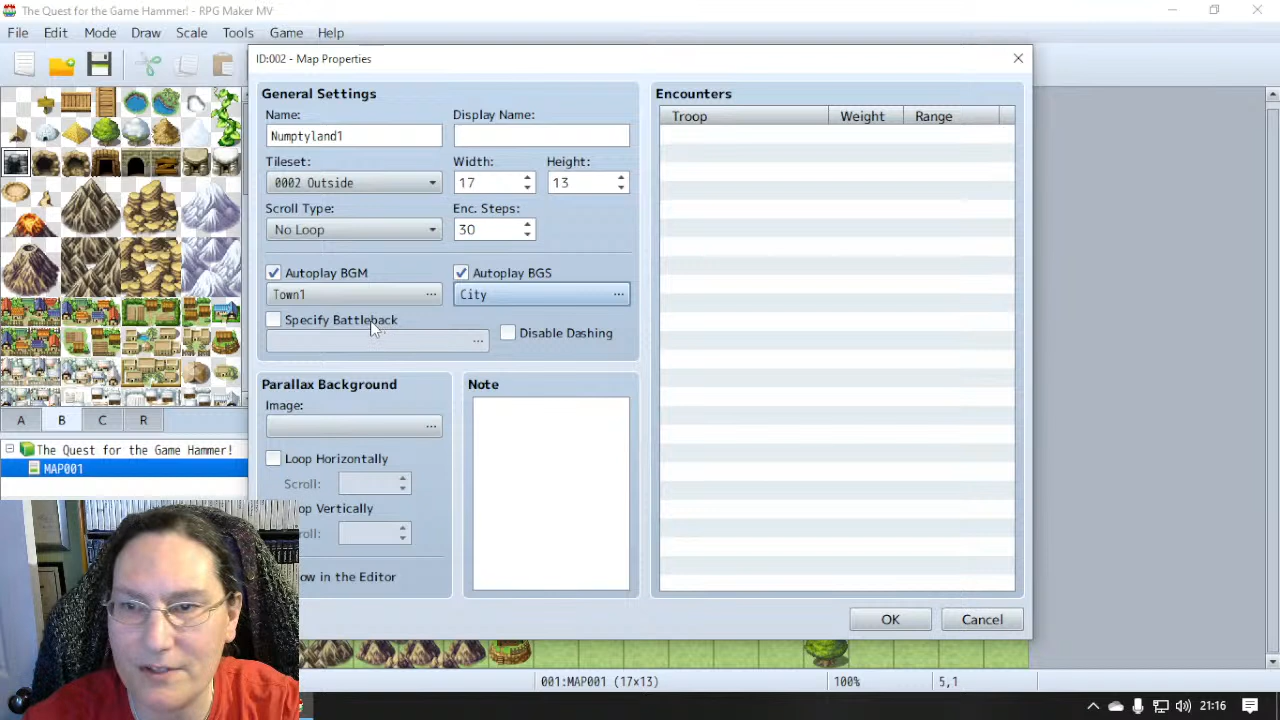 The Quest for the Game Hammer! - RPG Maker MV
File Edit Mode Draw Scale Tools Game Help
ID:002 - Map Properties
General Settings
Encounters
Name:
Display Name:
Troop
Weight
Range
Numptyland1
Tileset:
Width:
Height:
0002 Outside
17
13
Scroll Type:
Enc. Steps:
No Loop
30
Autoplay BGM
Autoplay BGS
Town1
...
City
...
Specify Battleback
Disable Dashing
...
Parallax Background
Note
Image:
...
A B C R
The Quest for the Game Hammer!
MAP001
Loop Horizontally
Scroll:
op Vertically
roll:
ow in the Editor
OK
Cancel
001:MAP001 (17×13)
100%
5,1
21:16